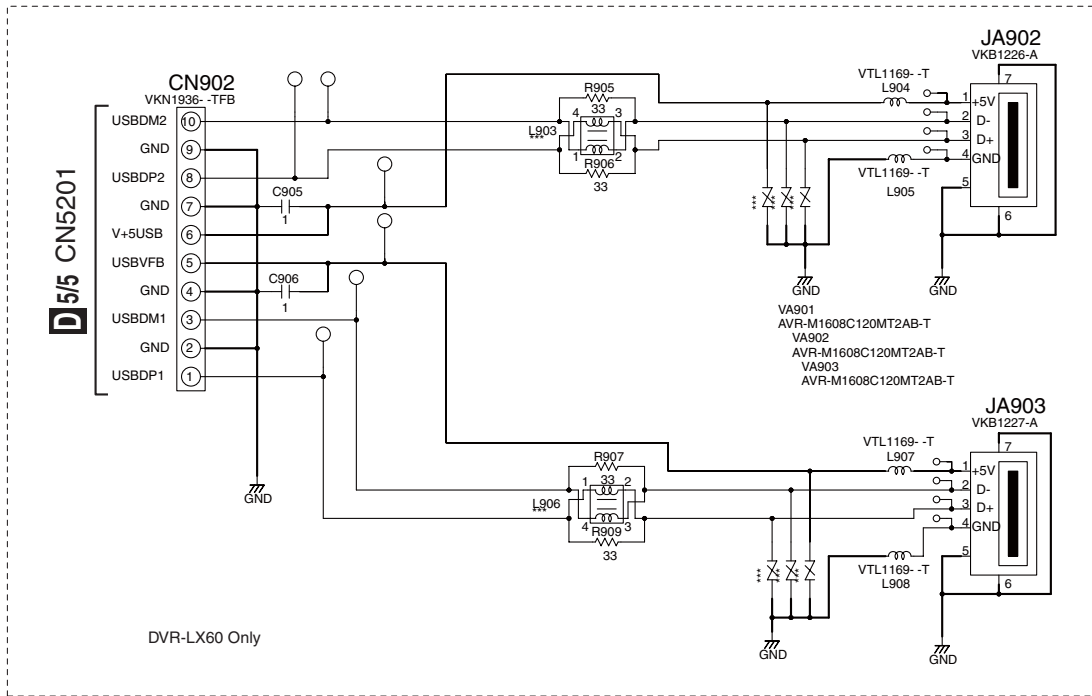 JA902
VKB1226-A
CN902
VKN1936- -TFB
D 5/5 CN5201
USBDM2 10
GND 9
USBDP2 8
GND 7
V+5USB 6
USBVFB 5
GND 4
USBDM1 3
GND 2
USBDP1 1
C905
1
C906
1
GND
R905
33
L903
***
4 3
1 2
R906
33
VTL1169- -T
L904
VTL1169- -T
L905
7
1 +5V
2 D-
3 D+
4 GND
5
6
*** *** ***
GND
GND
VA901
AVR-M1608C120MT2AB-T
VA902
AVR-M1608C120MT2AB-T
VA903
AVR-M1608C120MT2AB-T
JA903
VKB1227-A
R907
33
L906
***
1 2
4 3
R909
33
VTL1169- -T
L907
VTL1169- -T
L908
7
1 +5V
2 D-
3 D+
4 GND
5
6
*** *** ***
GND
GND
DVR-LX60 Only